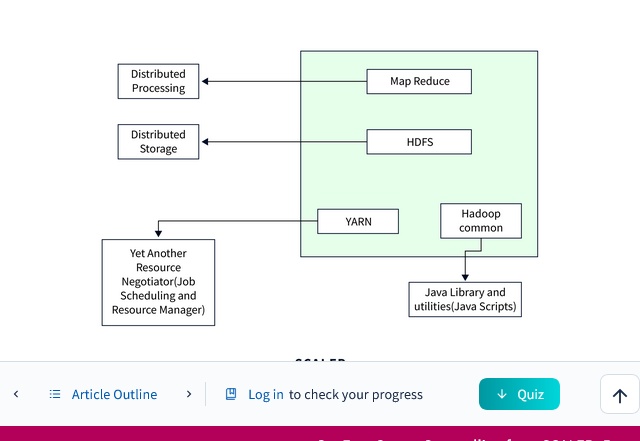 Distributed
Processing
Map Reduce
Distributed
Storage
HDFS
YARN
Hadoop
common
Yet Another
Resource
Negotiator(Job
Scheduling and
Resource Manager)
Java Library and
utilities(Java Scripts)
SCALER
Article Outline
Log in to check your progress
Quiz